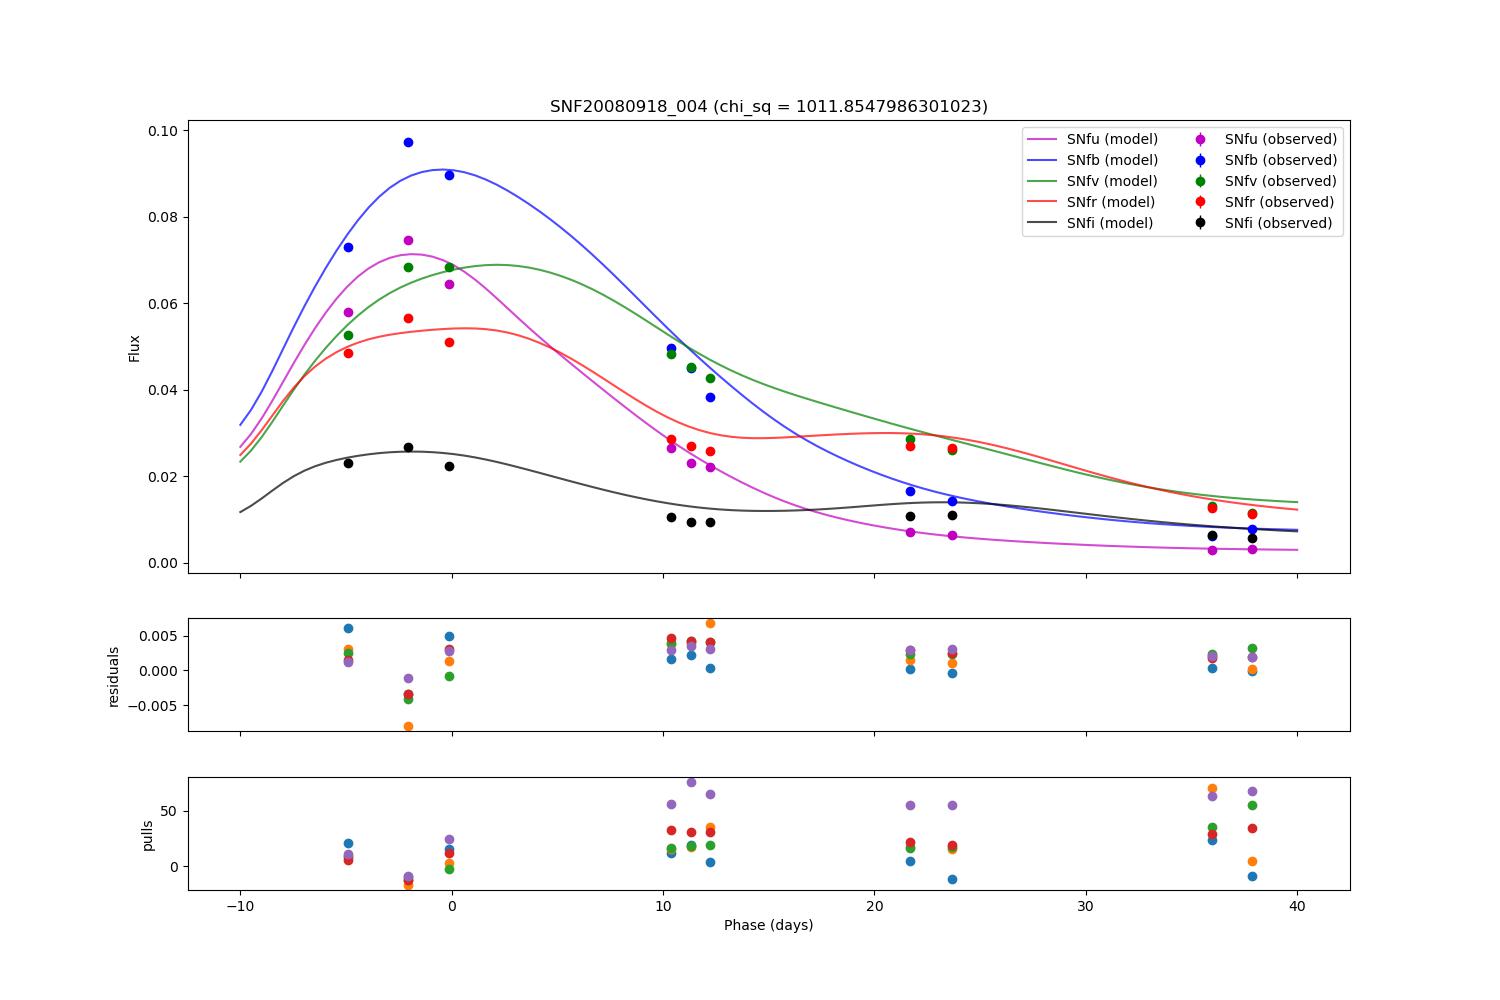 SNF20080918_004 (chi_sq = 1011.8547986301023)
0.10
0.08
0.06
0.04
0.02
0.00
Flux
SNfu (model)
SNfb (model)
SNfv (model)
SNfr (model)
SNfi (model)
SNfu (observed)
SNfb (observed)
SNfv (observed)
SNfr (observed)
SNfi (observed)
0.005
0.000
−0.005
residuals
50
0
pulls
−10 0 10 20 30 40
Phase (days)